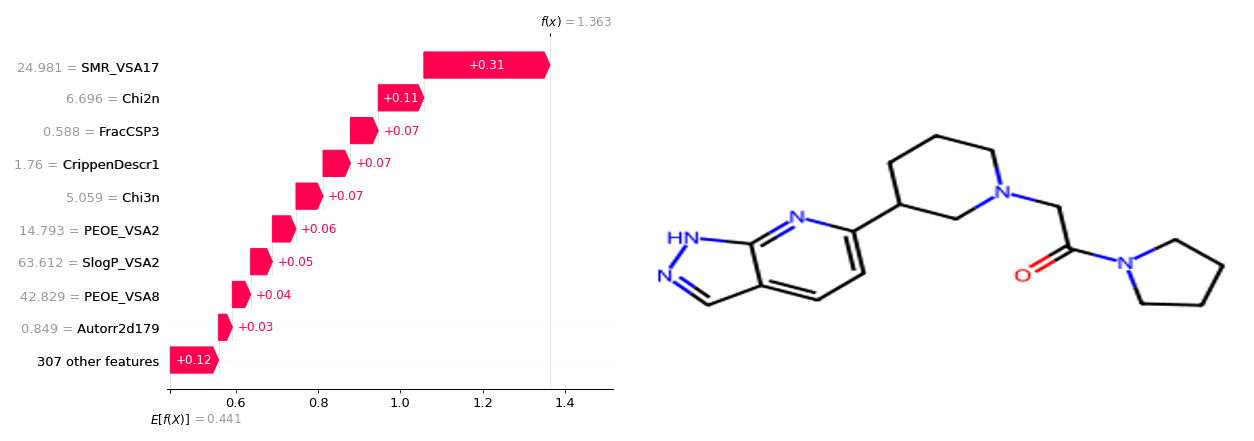 f(x) = 1.363
24.981 = SMR_VSA17
+0.31
6.696 = Chi2n
+0.11
0.588 = FracCSP3
+0.07
1.76 = CrippenDescr1
+0.07
5.059 = Chi3n
+0.07
14.793 = PEOE_VSA2
+0.06
63.612 = SlogP_VSA2
+0.05
42.829 = PEOE_VSA8
+0.04
0.849 = Autorr2d179
+0.03
307 other features
+0.12
0.6 0.8 1.0 1.2 1.4
E[f(X)] = 0.441
N
N
HN
N
N
O